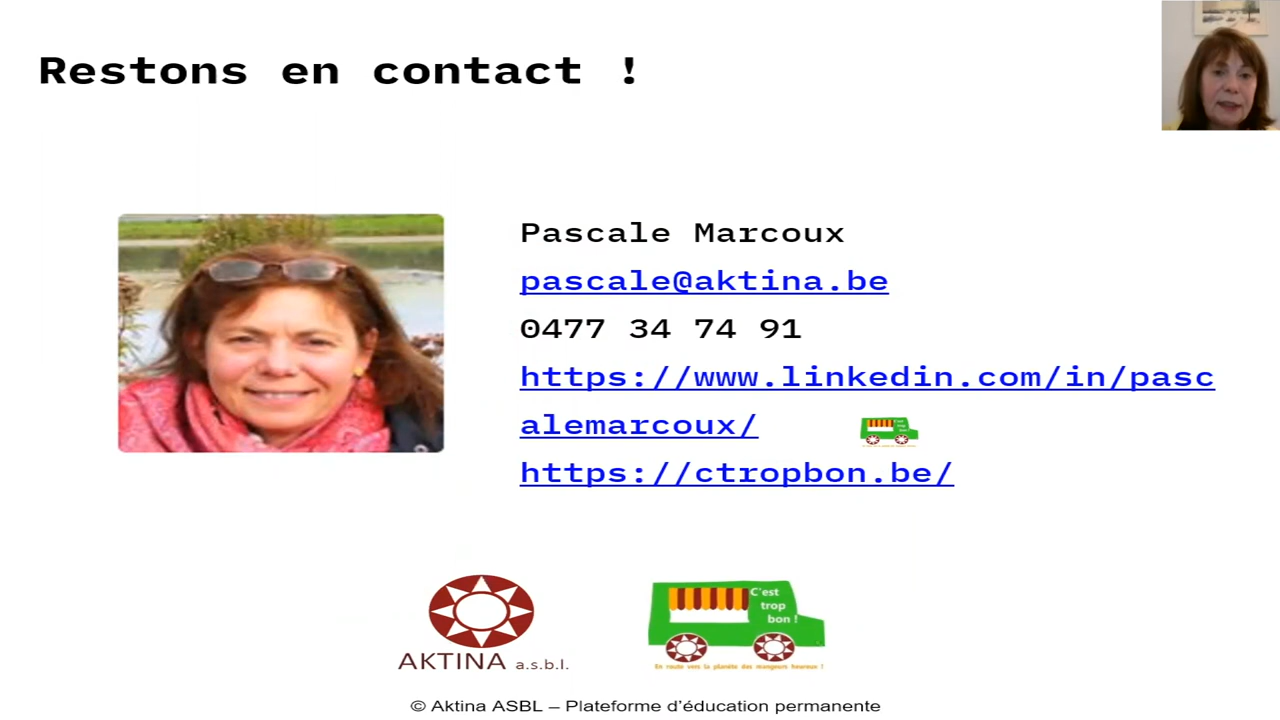 Restons en contact !
Pascale Marcoux
pascale@aktina.be
0477 34 74 91
https://www.linkedin.com/in/pasc
alemarcoux/
https://ctropbon.be/
C'est
trop
bon !
AKTINA a.s.b.l.
En route vers la planète des mangeurs heureux !
© Aktina ASBL – Plateforme d'éducation permanente